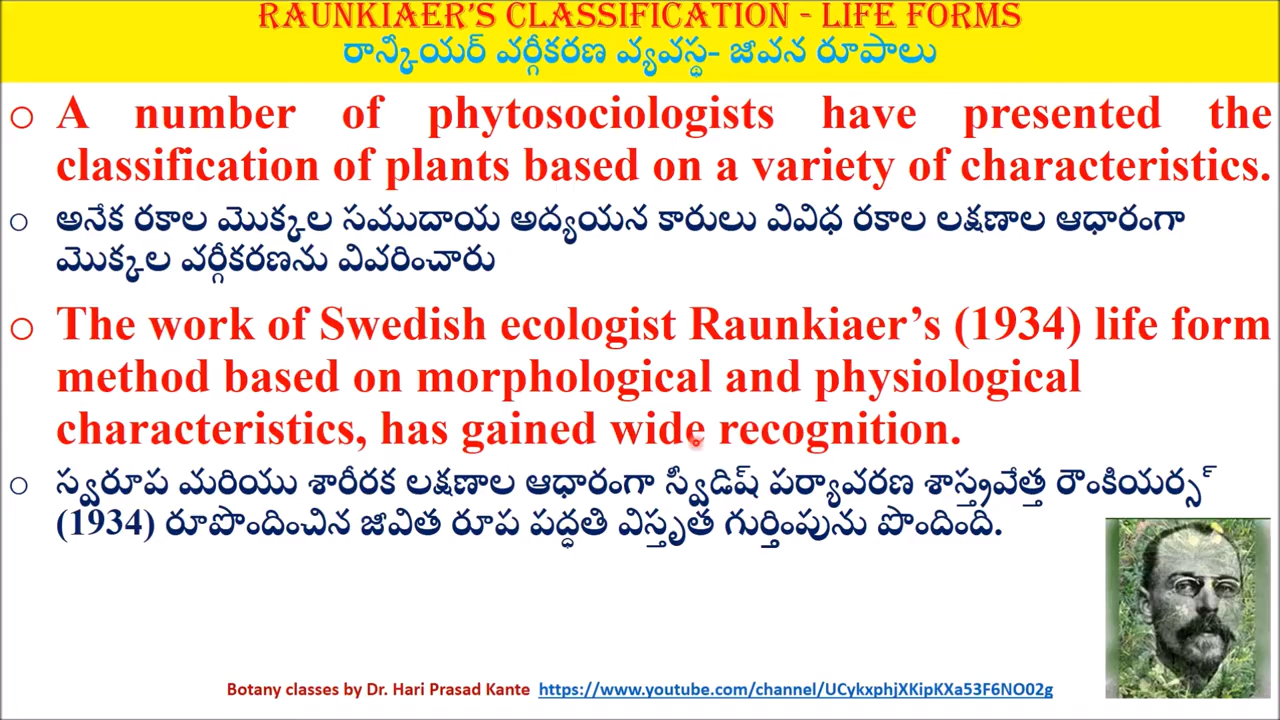 RAUNKIAER'S CLASSIFICATION - LIFE FORMS
రాన్కీయర్ వర్గీకరణ వ్యవస్థ- జీవన రూపాలు
o A number of phytosociologists have presented the
classification of plants based on a variety of characteristics.
o అనేక రకాల మొక్కల సముదాయ అద్యయన కారులు వివిధ రకాల లక్షణాల ఆధారంగా
మొక్కల వర్గీకరణను వివరించారు
o The work of Swedish ecologist Raunkiaer's (1934) life form
method based on morphological and physiological
characteristics, has gained wide recognition.
o స్వరూప మరియు శారీరక లక్షణాల ఆధారంగా స్వీడిష్ పర్యావరణ శాస్త్రవేత్త రౌంకియర్స్
(1934) రూపొందించిన జీవిత రూప పద్ధతి విస్తృత గుర్తింపును పొందింది.
Botany classes by Dr. Hari Prasad Kante https://www.youtube.com/channel/UCykxphjXKipKXa53F6NO02g